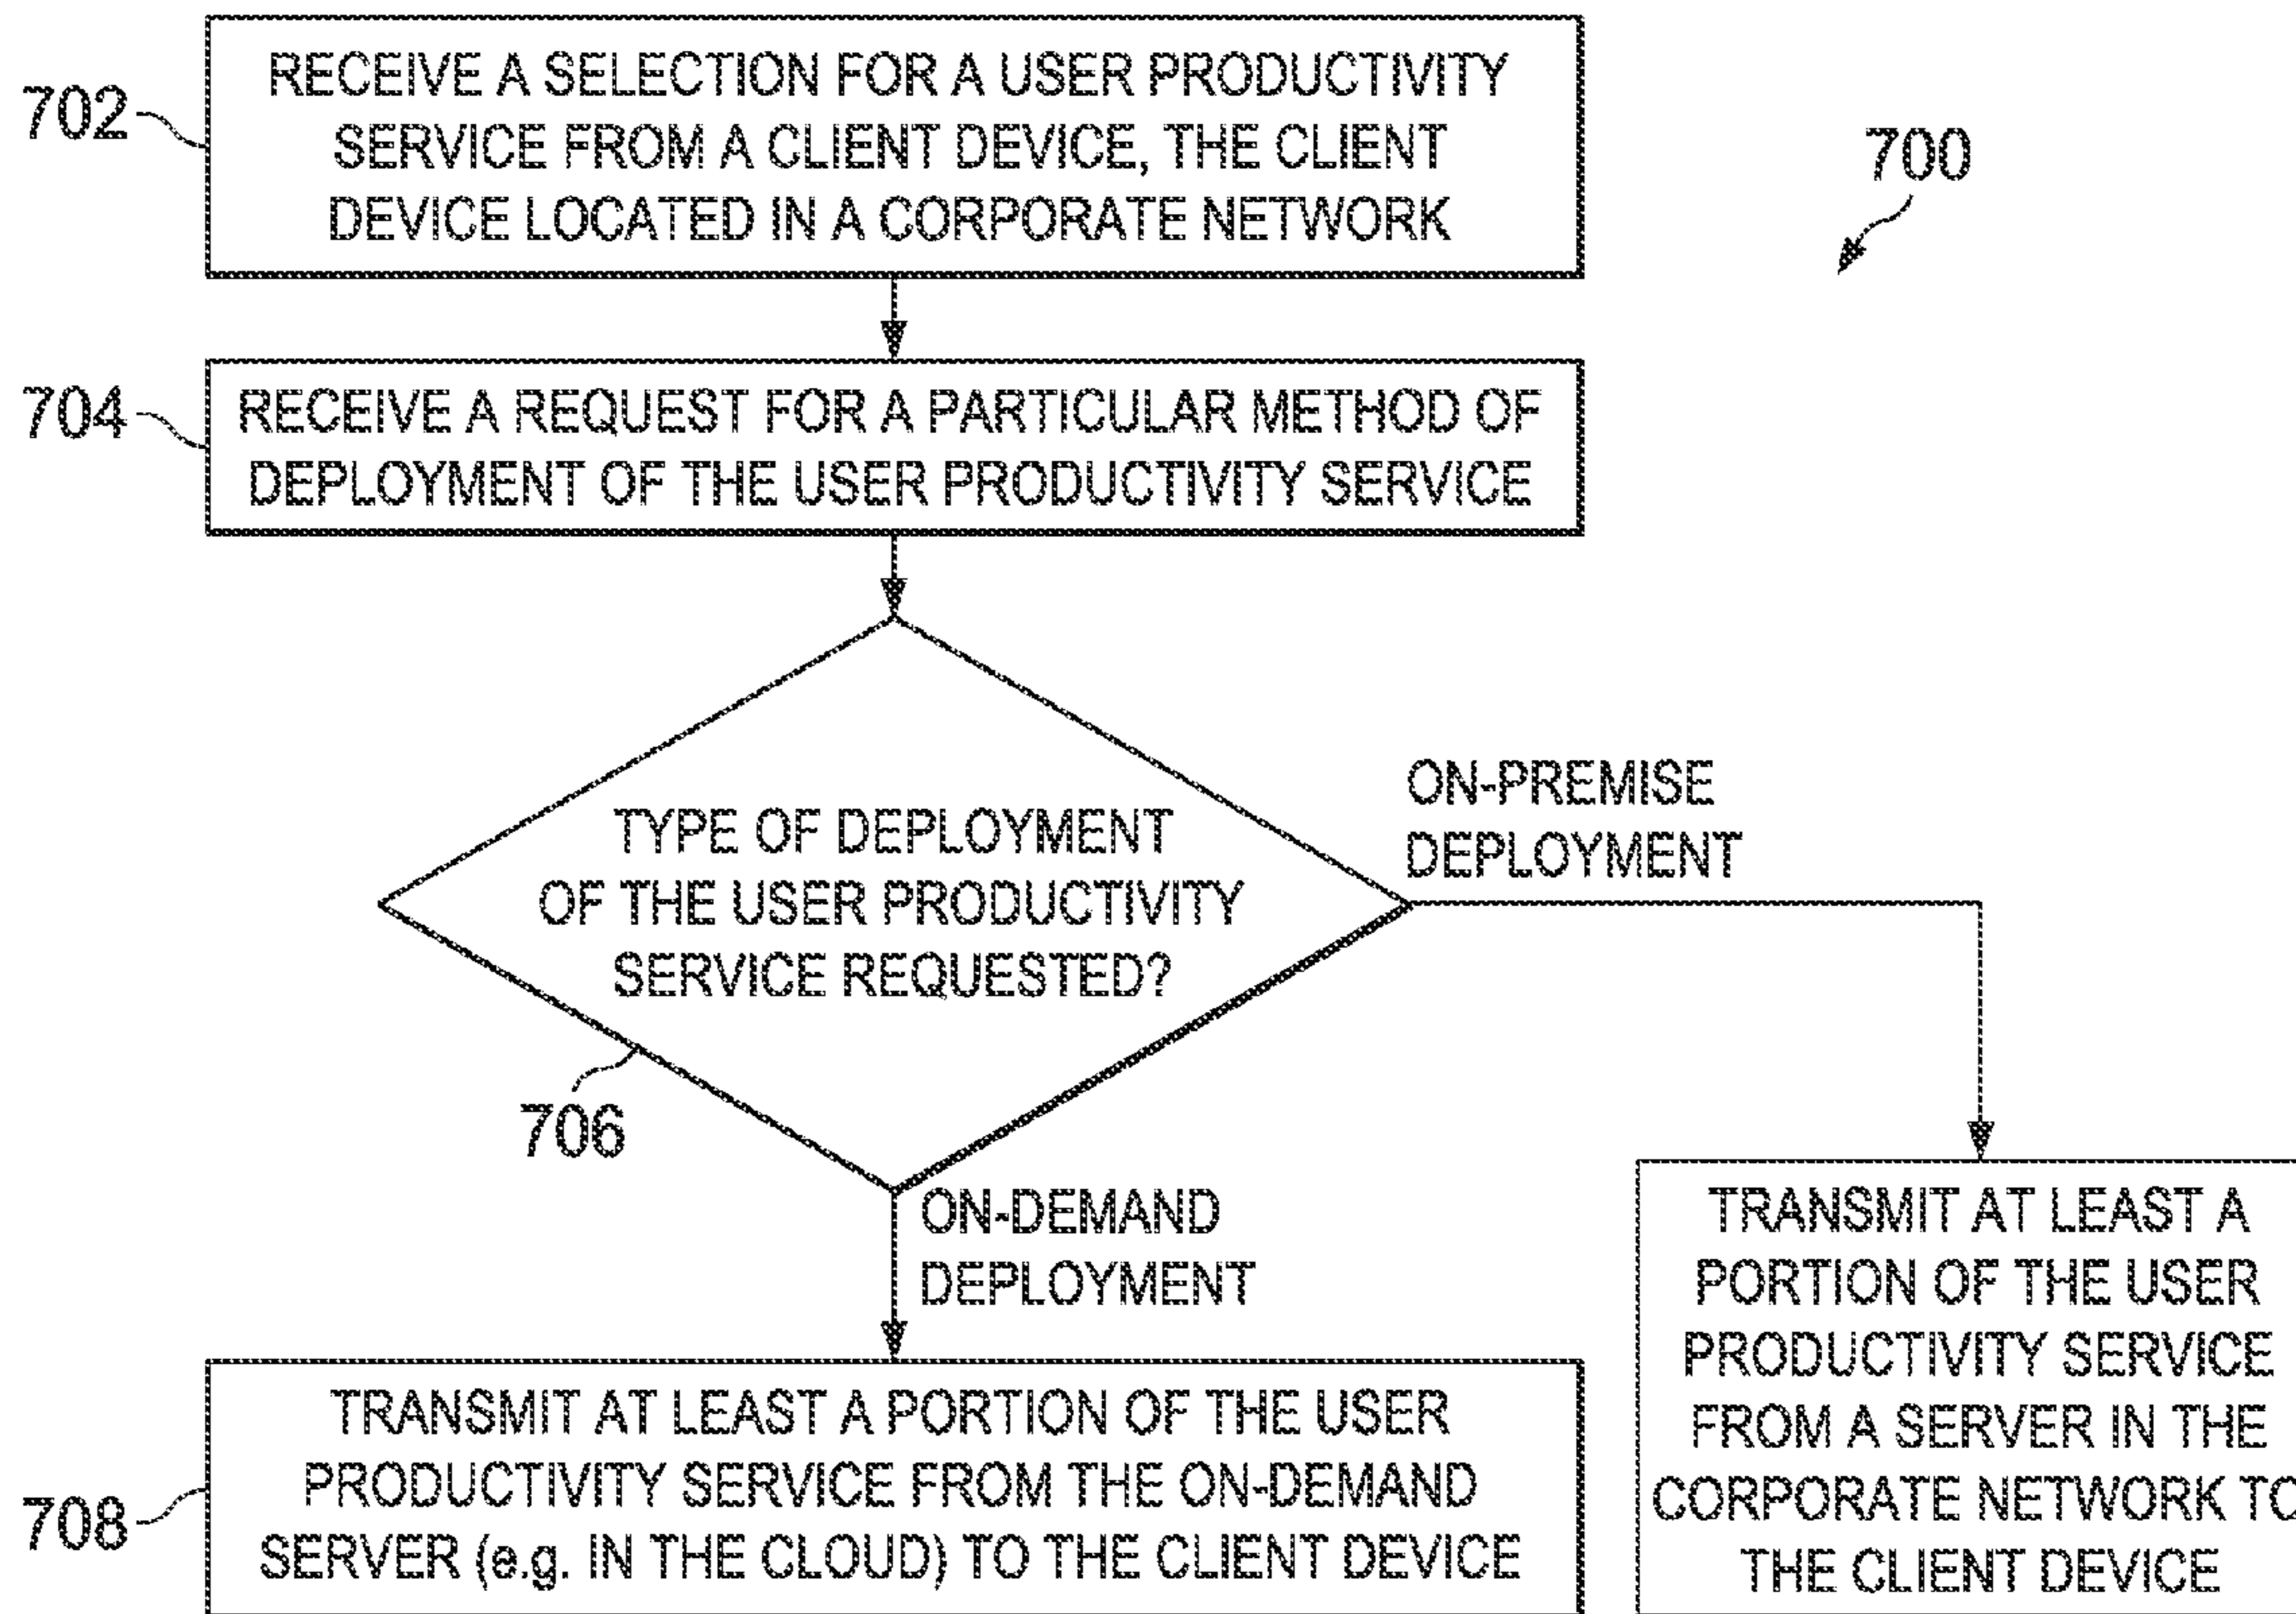 702
RECEIVE A SELECTION FOR A USER PRODUCTIVITY
SERVICE FROM A CLIENT DEVICE, THE CLIENT
DEVICE LOCATED IN A CORPORATE NETWORK
700
704
RECEIVE A REQUEST FOR A PARTICULAR METHOD OF
DEPLOYMENT OF THE USER PRODUCTIVITY SERVICE
TYPE OF DEPLOYMENT
OF THE USER PRODUCTIVITY
SERVICE REQUESTED?
706
ON-PREMISE
DEPLOYMENT
ON-DEMAND
DEPLOYMENT
708
TRANSMIT AT LEAST A PORTION OF THE USER
PRODUCTIVITY SERVICE FROM THE ON-DEMAND
SERVER (e.g. IN THE CLOUD) TO THE CLIENT DEVICE
TRANSMIT AT LEAST A
PORTION OF THE USER
PRODUCTIVITY SERVICE
FROM A SERVER IN THE
CORPORATE NETWORK TO
THE CLIENT DEVICE